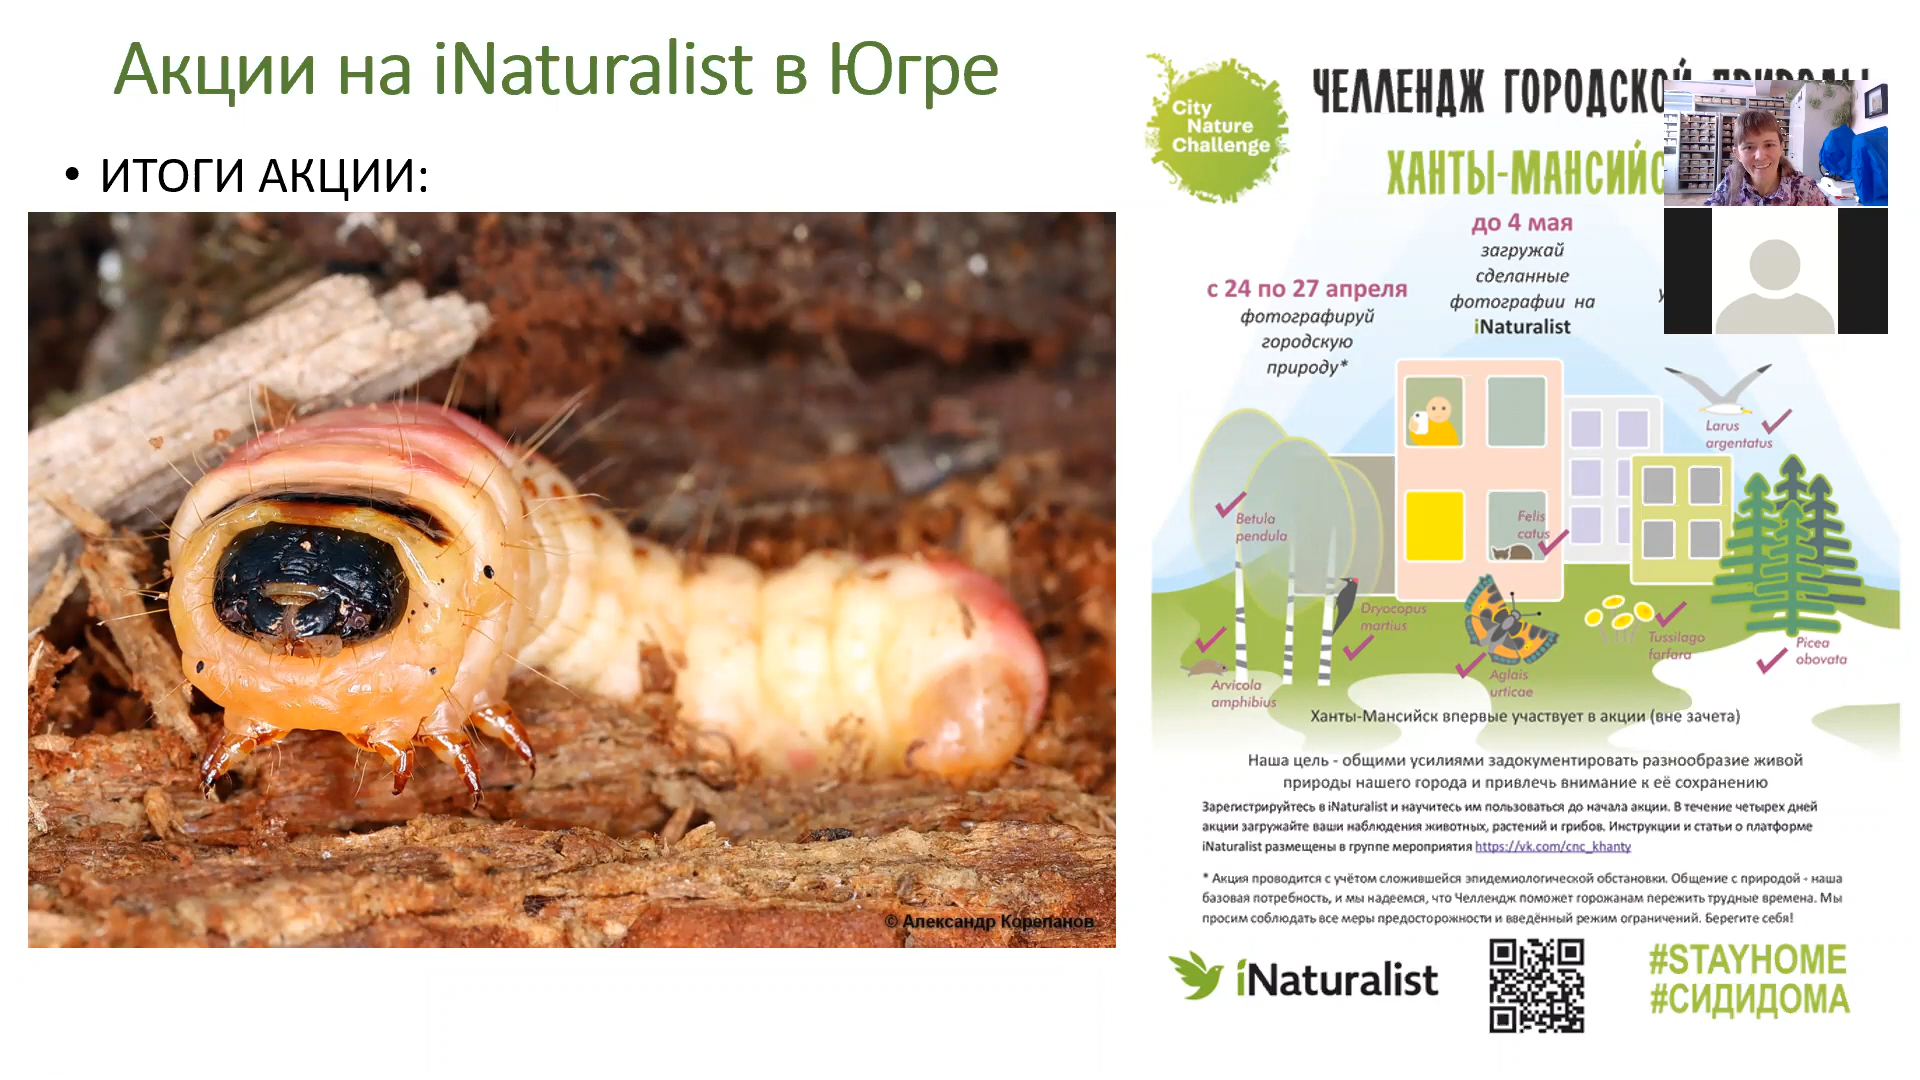 Акции на iNaturalist в Югре
• ИТОГИ АКЦИИ:
© Александр Корепанов
City
Nature
Challenge
ЧЕЛЛЕНДЖ
ХАНТЫ-
до 4 мая
загружай
сделанные
фотографии на
iNaturalist
с 24 по 27 апреля
фотографируй
городскую
природу*
Larus
argentatus
Betula
pendula
Felis
catus
Dryocopus
martius
Tussilago
farfara
Picea
obovata
Arvicola
amphibius
Aglais
urticae
Ханты-Мансийск впервые участвует в акции (вне зачета)
Наша цель - общими усилиями задокументировать разнообразие живой
природы нашего города и привлечь внимание к её сохранению
Зарегистрируйтесь в iNaturalist и научитесь им пользоваться до начала акции. В течение четырех дней
акции загружайте ваши наблюдения животных, растений и грибов. Инструкции и статьи о платформе
iNaturalist размещены в группе мероприятия https://vk.com/cnc_khanty
* Акция проводится с учётом сложившейся эпидемиологической обстановки. Общение с природой - наша
базовая потребность, и мы надеемся, что Челлендж поможет горожанам пережить трудные времена. Мы
просим соблюдать все меры предосторожности и введённый режим ограничений. Берегите себя!
iNaturalist
#STAYHOME
#СИДИДОМА